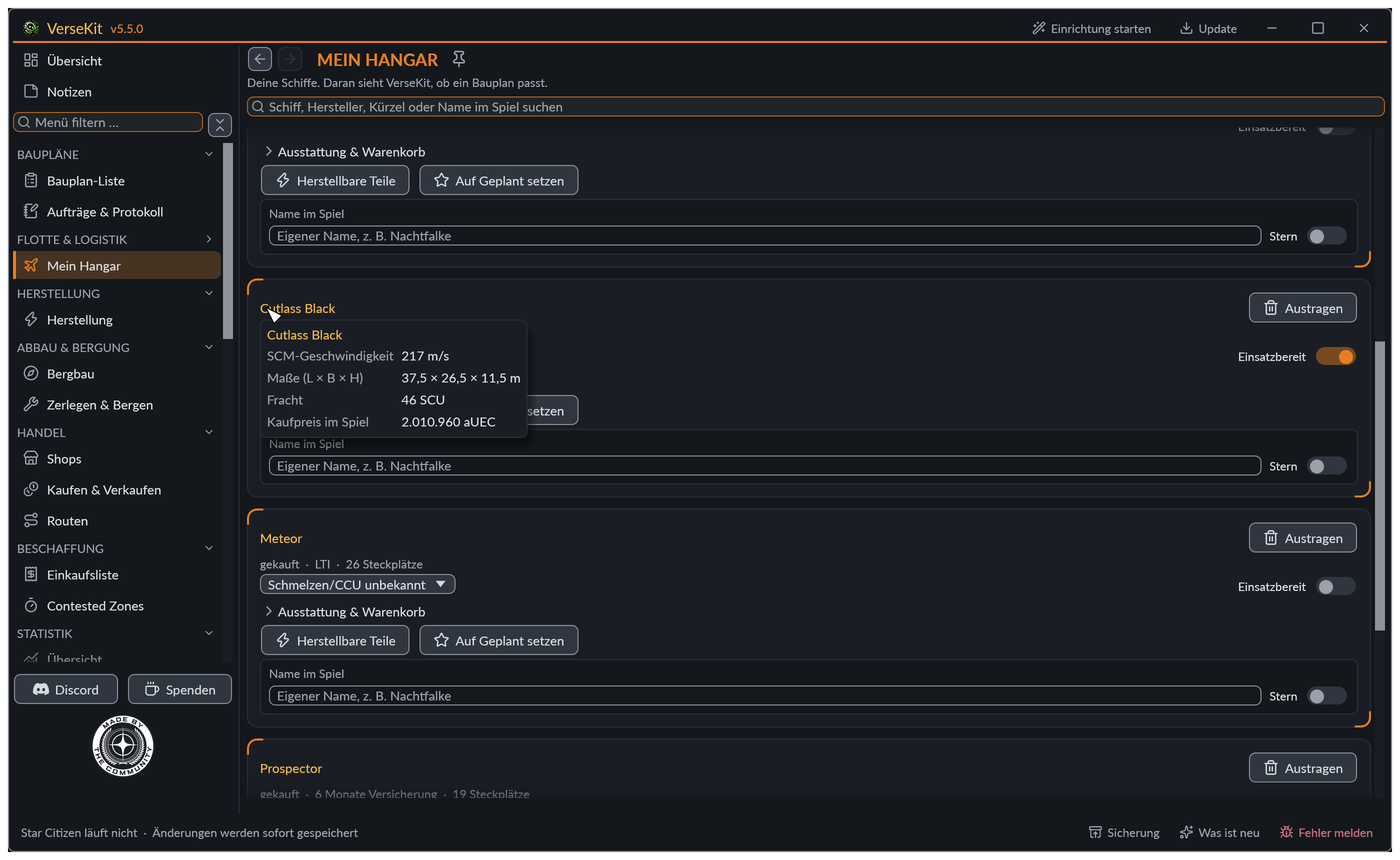 VerseKit v5.5.0
Einrichtung starten
Update
Übersicht
Notizen
Menü filtern ...
BAUPLÄNE
Bauplan-Liste
Aufträge & Protokoll
FLOTTE & LOGISTIK
Mein Hangar
HERSTELLUNG
Herstellung
ABBAU & BERGUNG
Bergbau
Zerlegen & Bergen
HANDEL
Shops
Kaufen & Verkaufen
Routen
BESCHAFFUNG
Einkaufsliste
Contested Zones
STATISTIK
Übersicht
Discord
Spenden
MADE BY
THE COMMUNITY
MEIN HANGAR
Deine Schiffe. Daran sieht VerseKit, ob ein Bauplan passt.
Schiff, Hersteller, Kürzel oder Name im Spiel suchen
Einsatzbereit
Ausstattung & Warenkorb
Herstellbare Teile
Auf Geplant setzen
Name im Spiel
Eigener Name, z. B. Nachtfalke
Stern
Cutlass Black
Austragen
Cutlass Black
SCM-Geschwindigkeit 217 m/s
Maße (L × B × H) 37,5 × 26,5 × 11,5 m
Fracht 46 SCU
Kaufpreis im Spiel 2.010.960 aUEC
Einsatzbereit
setzen
Name im Spiel
Eigener Name, z. B. Nachtfalke
Stern
Meteor
Austragen
gekauft · LTI · 26 Steckplätze
Schmelzen/CCU unbekannt
Einsatzbereit
Ausstattung & Warenkorb
Herstellbare Teile
Auf Geplant setzen
Name im Spiel
Eigener Name, z. B. Nachtfalke
Stern
Prospector
Austragen
gekauft · 6 Monate Versicherung · 19 Steckplätze
Star Citizen läuft nicht · Änderungen werden sofort gespeichert
Sicherung
Was ist neu
Fehler melden